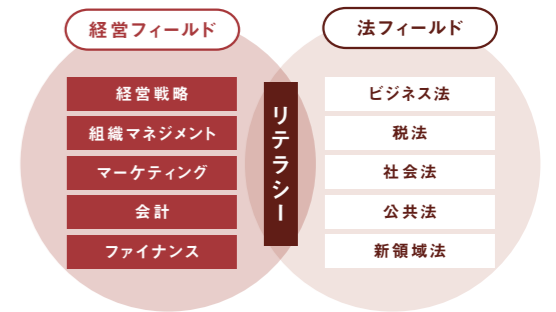 経営フィールド
経営戦略
組織マネジメント
マーケティング
会計
ファイナンス
リテラシー
法フィールド
ビジネス法
税法
社会法
公共法
新領域法